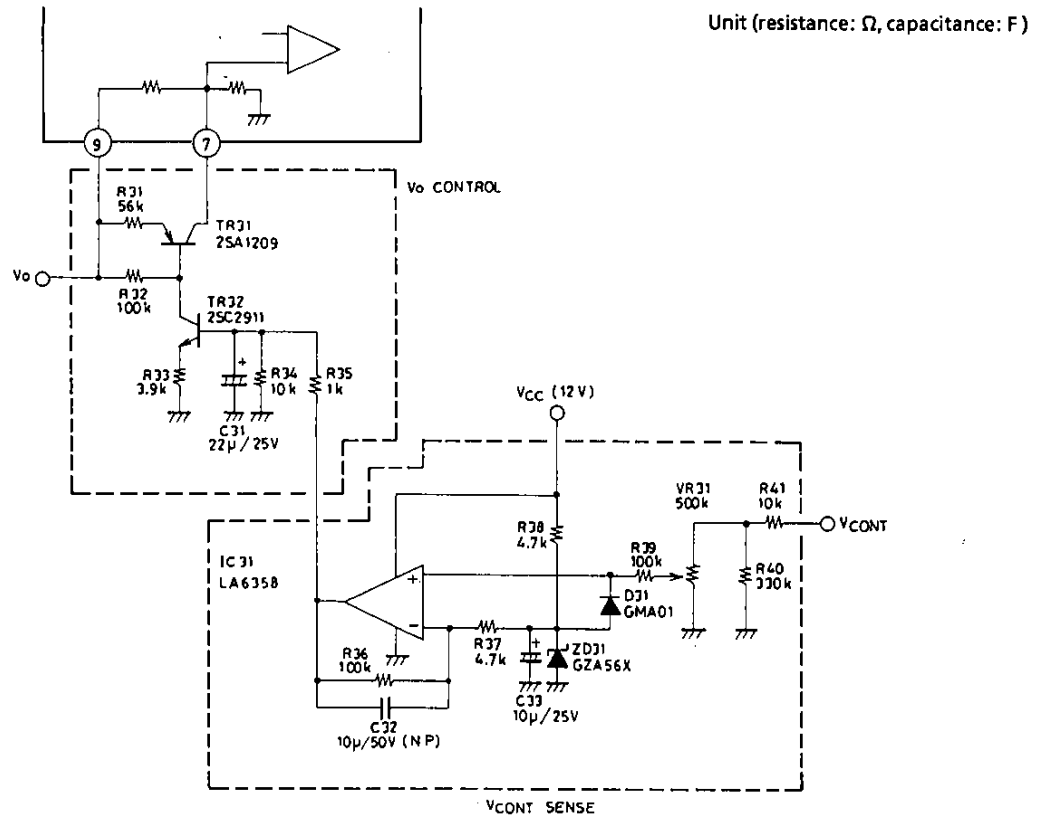 Unit (resistance: Ω, capacitance: F)
9
7
Vo CONTROL
R31
56k
TR31
2SA1209
Vo
R32
100k
TR32
2SC2911
R33
3.9k
+
R34
10k
R35
1k
C31
22μ/25V
VCC (12V)
VR31
500k
R41
10k
VCONT
R38
4.7k
R39
100k
R40
330k
IC31
LA6358
+
−
D31
GMA01
R37
4.7k
+
ZD31
GZA56X
R36
100k
C33
10μ/25V
C32
10μ/50V (NP)
VCONT SENSE